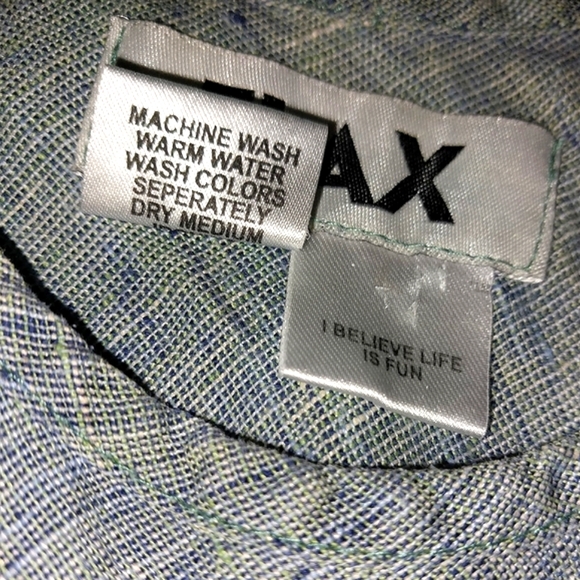 AX
MACHINE WASH
WARM WATER
WASH COLORS
SEPERATELY
DRY MEDIUM
I BELIEVE LIFE
IS FUN